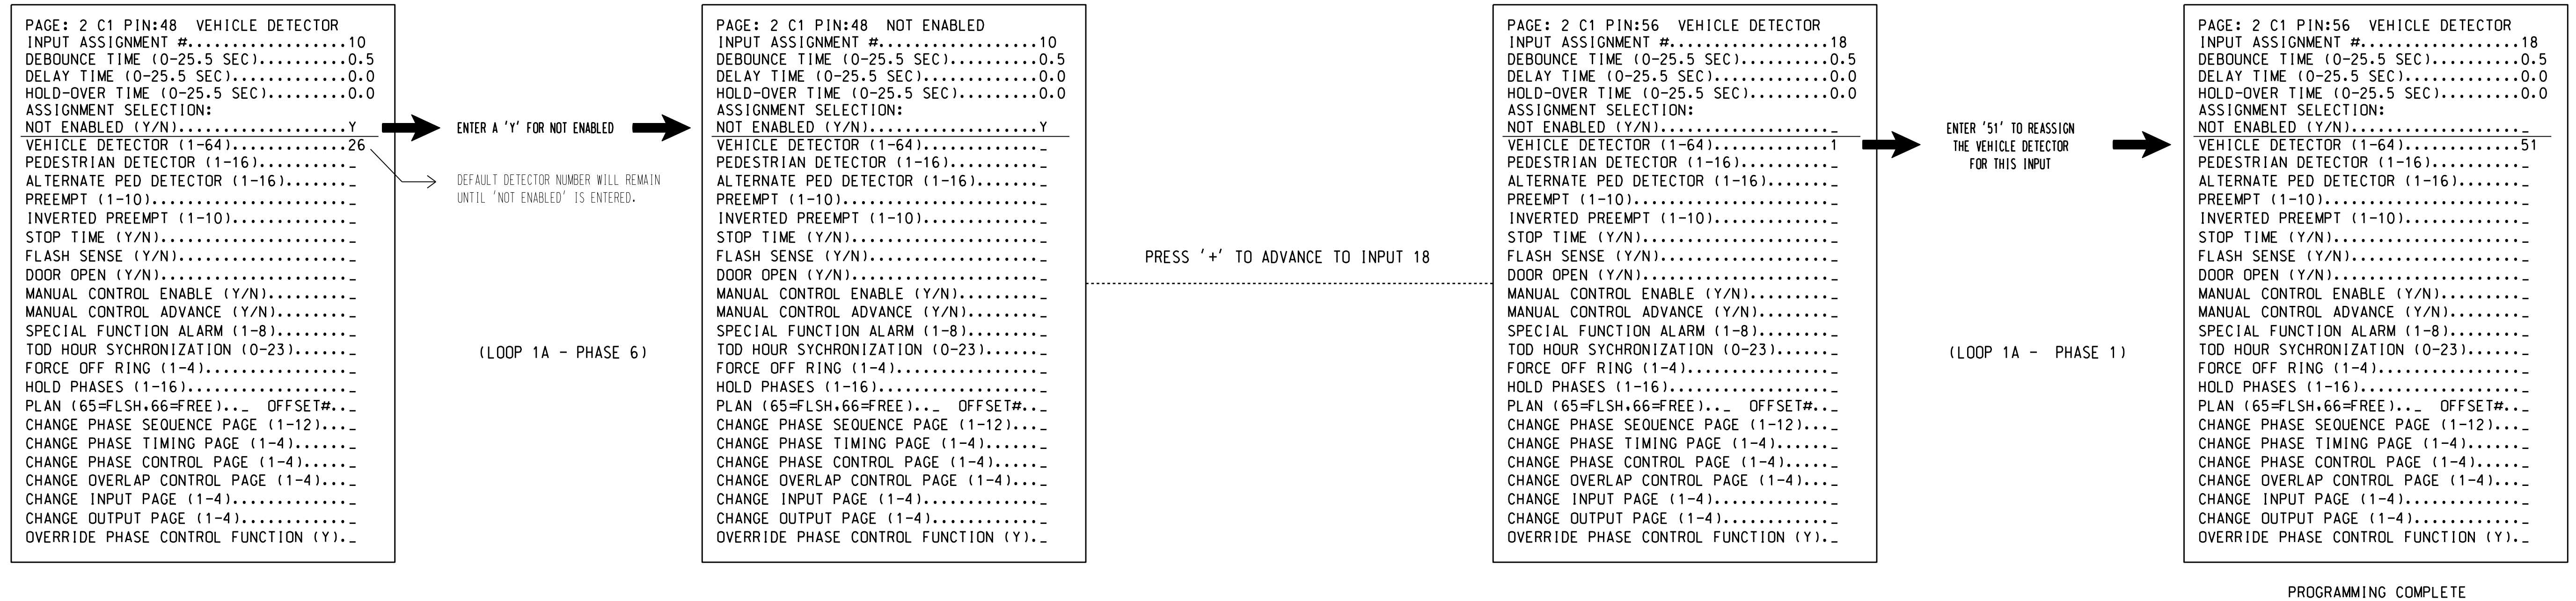 PAGE: 2 C1 PIN:48  VEHICLE DETECTOR
INPUT ASSIGNMENT #..................10
DEBOUNCE TIME (0-25.5 SEC)..........0.5
DELAY TIME (0-25.5 SEC).............0.0
HOLD-OVER TIME (0-25.5 SEC).........0.0
ASSIGNMENT SELECTION:
NOT ENABLED (Y/N)....................Y
VEHICLE DETECTOR (1-64)..............26
PEDESTRIAN DETECTOR (1-16).........._
ALTERNATE PED DETECTOR (1-16)......._
PREEMPT (1-10)......................_
INVERTED PREEMPT (1-10)............._
STOP TIME (Y/N)....................._
FLASH SENSE (Y/N)..................._
DOOR OPEN (Y/N)....................._
MANUAL CONTROL ENABLE (Y/N)........._
MANUAL CONTROL ADVANCE (Y/N)........_
SPECIAL FUNCTION ALARM (1-8)........_
TOD HOUR SYCHRONIZATION (0-23)......_
FORCE OFF RING (1-4)................_
HOLD PHASES (1-16).................._
PLAN (65=FLSH,66=FREE).._  OFFSET#.._
CHANGE PHASE SEQUENCE PAGE (1-12)..._
CHANGE PHASE TIMING PAGE (1-4)......_
CHANGE PHASE CONTROL PAGE (1-4)....._
CHANGE OVERLAP CONTROL PAGE (1-4)..._
CHANGE INPUT PAGE (1-4)............._
CHANGE OUTPUT PAGE (1-4)............_
OVERRIDE PHASE CONTROL FUNCTION (Y)._
ENTER A 'Y' FOR NOT ENABLED
DEFAULT DETECTOR NUMBER WILL REMAIN
UNTIL 'NOT ENABLED' IS ENTERED.
(LOOP 1A - PHASE 6)
PAGE: 2 C1 PIN:48  NOT ENABLED
INPUT ASSIGNMENT #..................10
DEBOUNCE TIME (0-25.5 SEC)..........0.5
DELAY TIME (0-25.5 SEC).............0.0
HOLD-OVER TIME (0-25.5 SEC).........0.0
ASSIGNMENT SELECTION:
NOT ENABLED (Y/N)....................Y
VEHICLE DETECTOR (1-64)............._
PEDESTRIAN DETECTOR (1-16).........._
ALTERNATE PED DETECTOR (1-16)......._
PREEMPT (1-10)......................_
INVERTED PREEMPT (1-10)............._
STOP TIME (Y/N)....................._
FLASH SENSE (Y/N)..................._
DOOR OPEN (Y/N)....................._
MANUAL CONTROL ENABLE (Y/N)........._
MANUAL CONTROL ADVANCE (Y/N)........_
SPECIAL FUNCTION ALARM (1-8)........_
TOD HOUR SYCHRONIZATION (0-23)......_
FORCE OFF RING (1-4)................_
HOLD PHASES (1-16).................._
PLAN (65=FLSH,66=FREE).._  OFFSET#.._
CHANGE PHASE SEQUENCE PAGE (1-12)..._
CHANGE PHASE TIMING PAGE (1-4)......_
CHANGE PHASE CONTROL PAGE (1-4)....._
CHANGE OVERLAP CONTROL PAGE (1-4)..._
CHANGE INPUT PAGE (1-4)............._
CHANGE OUTPUT PAGE (1-4)............_
OVERRIDE PHASE CONTROL FUNCTION (Y)._
PRESS '+' TO ADVANCE TO INPUT 18
PAGE: 2 C1 PIN:56  VEHICLE DETECTOR
INPUT ASSIGNMENT #..................18
DEBOUNCE TIME (0-25.5 SEC)..........0.5
DELAY TIME (0-25.5 SEC).............0.0
HOLD-OVER TIME (0-25.5 SEC).........0.0
ASSIGNMENT SELECTION:
NOT ENABLED (Y/N)..................._
VEHICLE DETECTOR (1-64)..............1
PEDESTRIAN DETECTOR (1-16).........._
ALTERNATE PED DETECTOR (1-16)......._
PREEMPT (1-10)......................_
INVERTED PREEMPT (1-10)............._
STOP TIME (Y/N)....................._
FLASH SENSE (Y/N)..................._
DOOR OPEN (Y/N)....................._
MANUAL CONTROL ENABLE (Y/N)........._
MANUAL CONTROL ADVANCE (Y/N)........_
SPECIAL FUNCTION ALARM (1-8)........_
TOD HOUR SYCHRONIZATION (0-23)......_
FORCE OFF RING (1-4)................_
HOLD PHASES (1-16).................._
PLAN (65=FLSH,66=FREE).._  OFFSET#.._
CHANGE PHASE SEQUENCE PAGE (1-12)..._
CHANGE PHASE TIMING PAGE (1-4)......_
CHANGE PHASE CONTROL PAGE (1-4)....._
CHANGE OVERLAP CONTROL PAGE (1-4)..._
CHANGE INPUT PAGE (1-4)............._
CHANGE OUTPUT PAGE (1-4)............_
OVERRIDE PHASE CONTROL FUNCTION (Y)._
ENTER '51' TO REASSIGN
THE VEHICLE DETECTOR
FOR THIS INPUT
(LOOP 1A -  PHASE 1)
PAGE: 2 C1 PIN:56  VEHICLE DETECTOR
INPUT ASSIGNMENT #..................18
DEBOUNCE TIME (0-25.5 SEC)..........0.5
DELAY TIME (0-25.5 SEC).............0.0
HOLD-OVER TIME (0-25.5 SEC).........0.0
ASSIGNMENT SELECTION:
NOT ENABLED (Y/N)..................._
VEHICLE DETECTOR (1-64)..............51
PEDESTRIAN DETECTOR (1-16).........._
ALTERNATE PED DETECTOR (1-16)......._
PREEMPT (1-10)......................_
INVERTED PREEMPT (1-10)............._
STOP TIME (Y/N)....................._
FLASH SENSE (Y/N)..................._
DOOR OPEN (Y/N)....................._
MANUAL CONTROL ENABLE (Y/N)........._
MANUAL CONTROL ADVANCE (Y/N)........_
SPECIAL FUNCTION ALARM (1-8)........_
TOD HOUR SYCHRONIZATION (0-23)......_
FORCE OFF RING (1-4)................_
HOLD PHASES (1-16).................._
PLAN (65=FLSH,66=FREE).._  OFFSET#.._
CHANGE PHASE SEQUENCE PAGE (1-12)..._
CHANGE PHASE TIMING PAGE (1-4)......_
CHANGE PHASE CONTROL PAGE (1-4)....._
CHANGE OVERLAP CONTROL PAGE (1-4)..._
CHANGE INPUT PAGE (1-4)............._
CHANGE OUTPUT PAGE (1-4)............_
OVERRIDE PHASE CONTROL FUNCTION (Y)._
PROGRAMMING COMPLETE